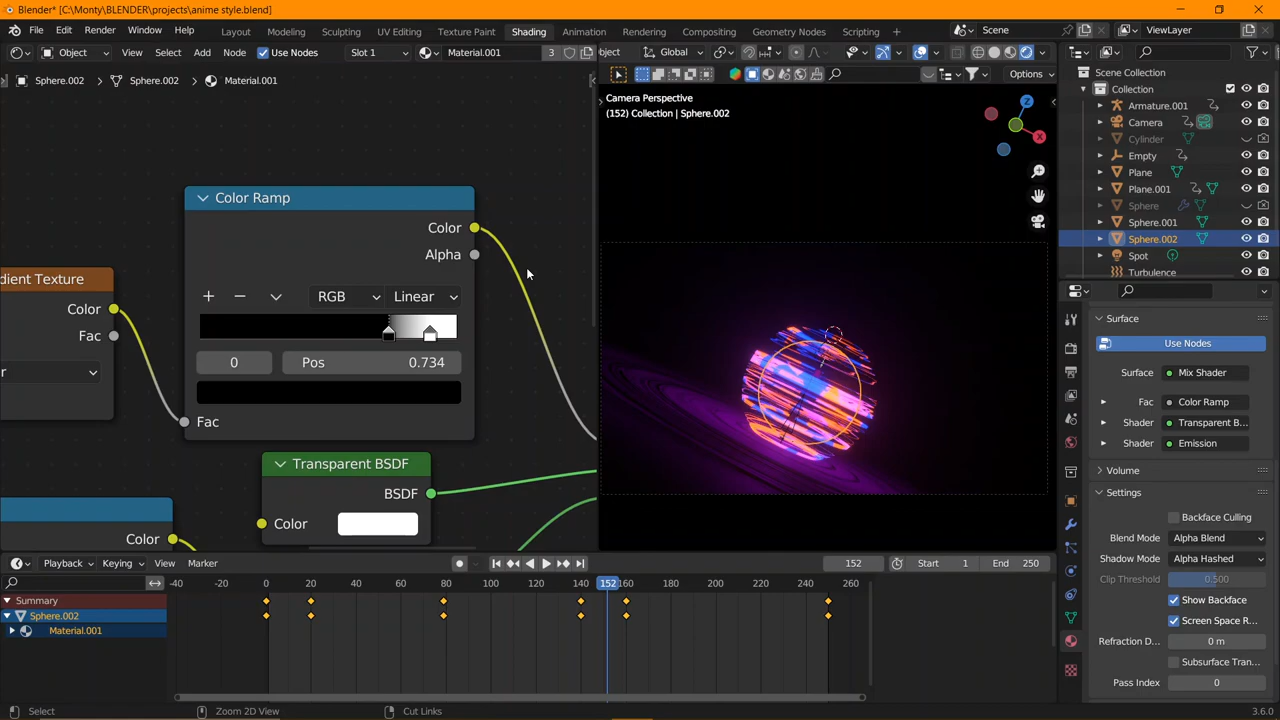 Blender* [C:\Monty\BLENDER\projects\anime style.blend]
File Edit Render Window Help Layout Modeling Sculpting UV Editing Texture Paint Shading Animation Rendering Compositing Geometry Nodes Scripting Scene ViewLayer
Object View Select Add Node Use Nodes Slot 1 Material.001 3 bject Global
Sphere.002 Sphere.002 Material.001
Options
Camera Perspective
(152) Collection | Sphere.002
Z
X
Scene Collection
Collection
Armature.001
Camera
Cylinder
Empty
Plane
Plane.001
Sphere
Sphere.001
Sphere.002
Spot
Turbulence
Color Ramp
Color
Alpha
RGB Linear
0 Pos 0.734
Fac
dient Texture
Color
Fac
r
Transparent BSDF
BSDF
Color
Color
Surface
Use Nodes
Surface Mix Shader
Fac Color Ramp
Shader Transparent B...
Shader Emission
Volume
Settings
Backface Culling
Blend Mode Alpha Blend
Shadow Mode Alpha Hashed
Clip Threshold 0.500
Show Backface
Screen Space R...
Refraction D... 0 m
Subsurface Tran...
Pass Index 0
Playback Keying View Marker 152 Start 1 End 250
-40 -20 0 20 40 60 80 100 120 140 152 160 180 200 220 240 260
Summary
Sphere.002
Material.001
Select Zoom 2D View Cut Links 3.6.0